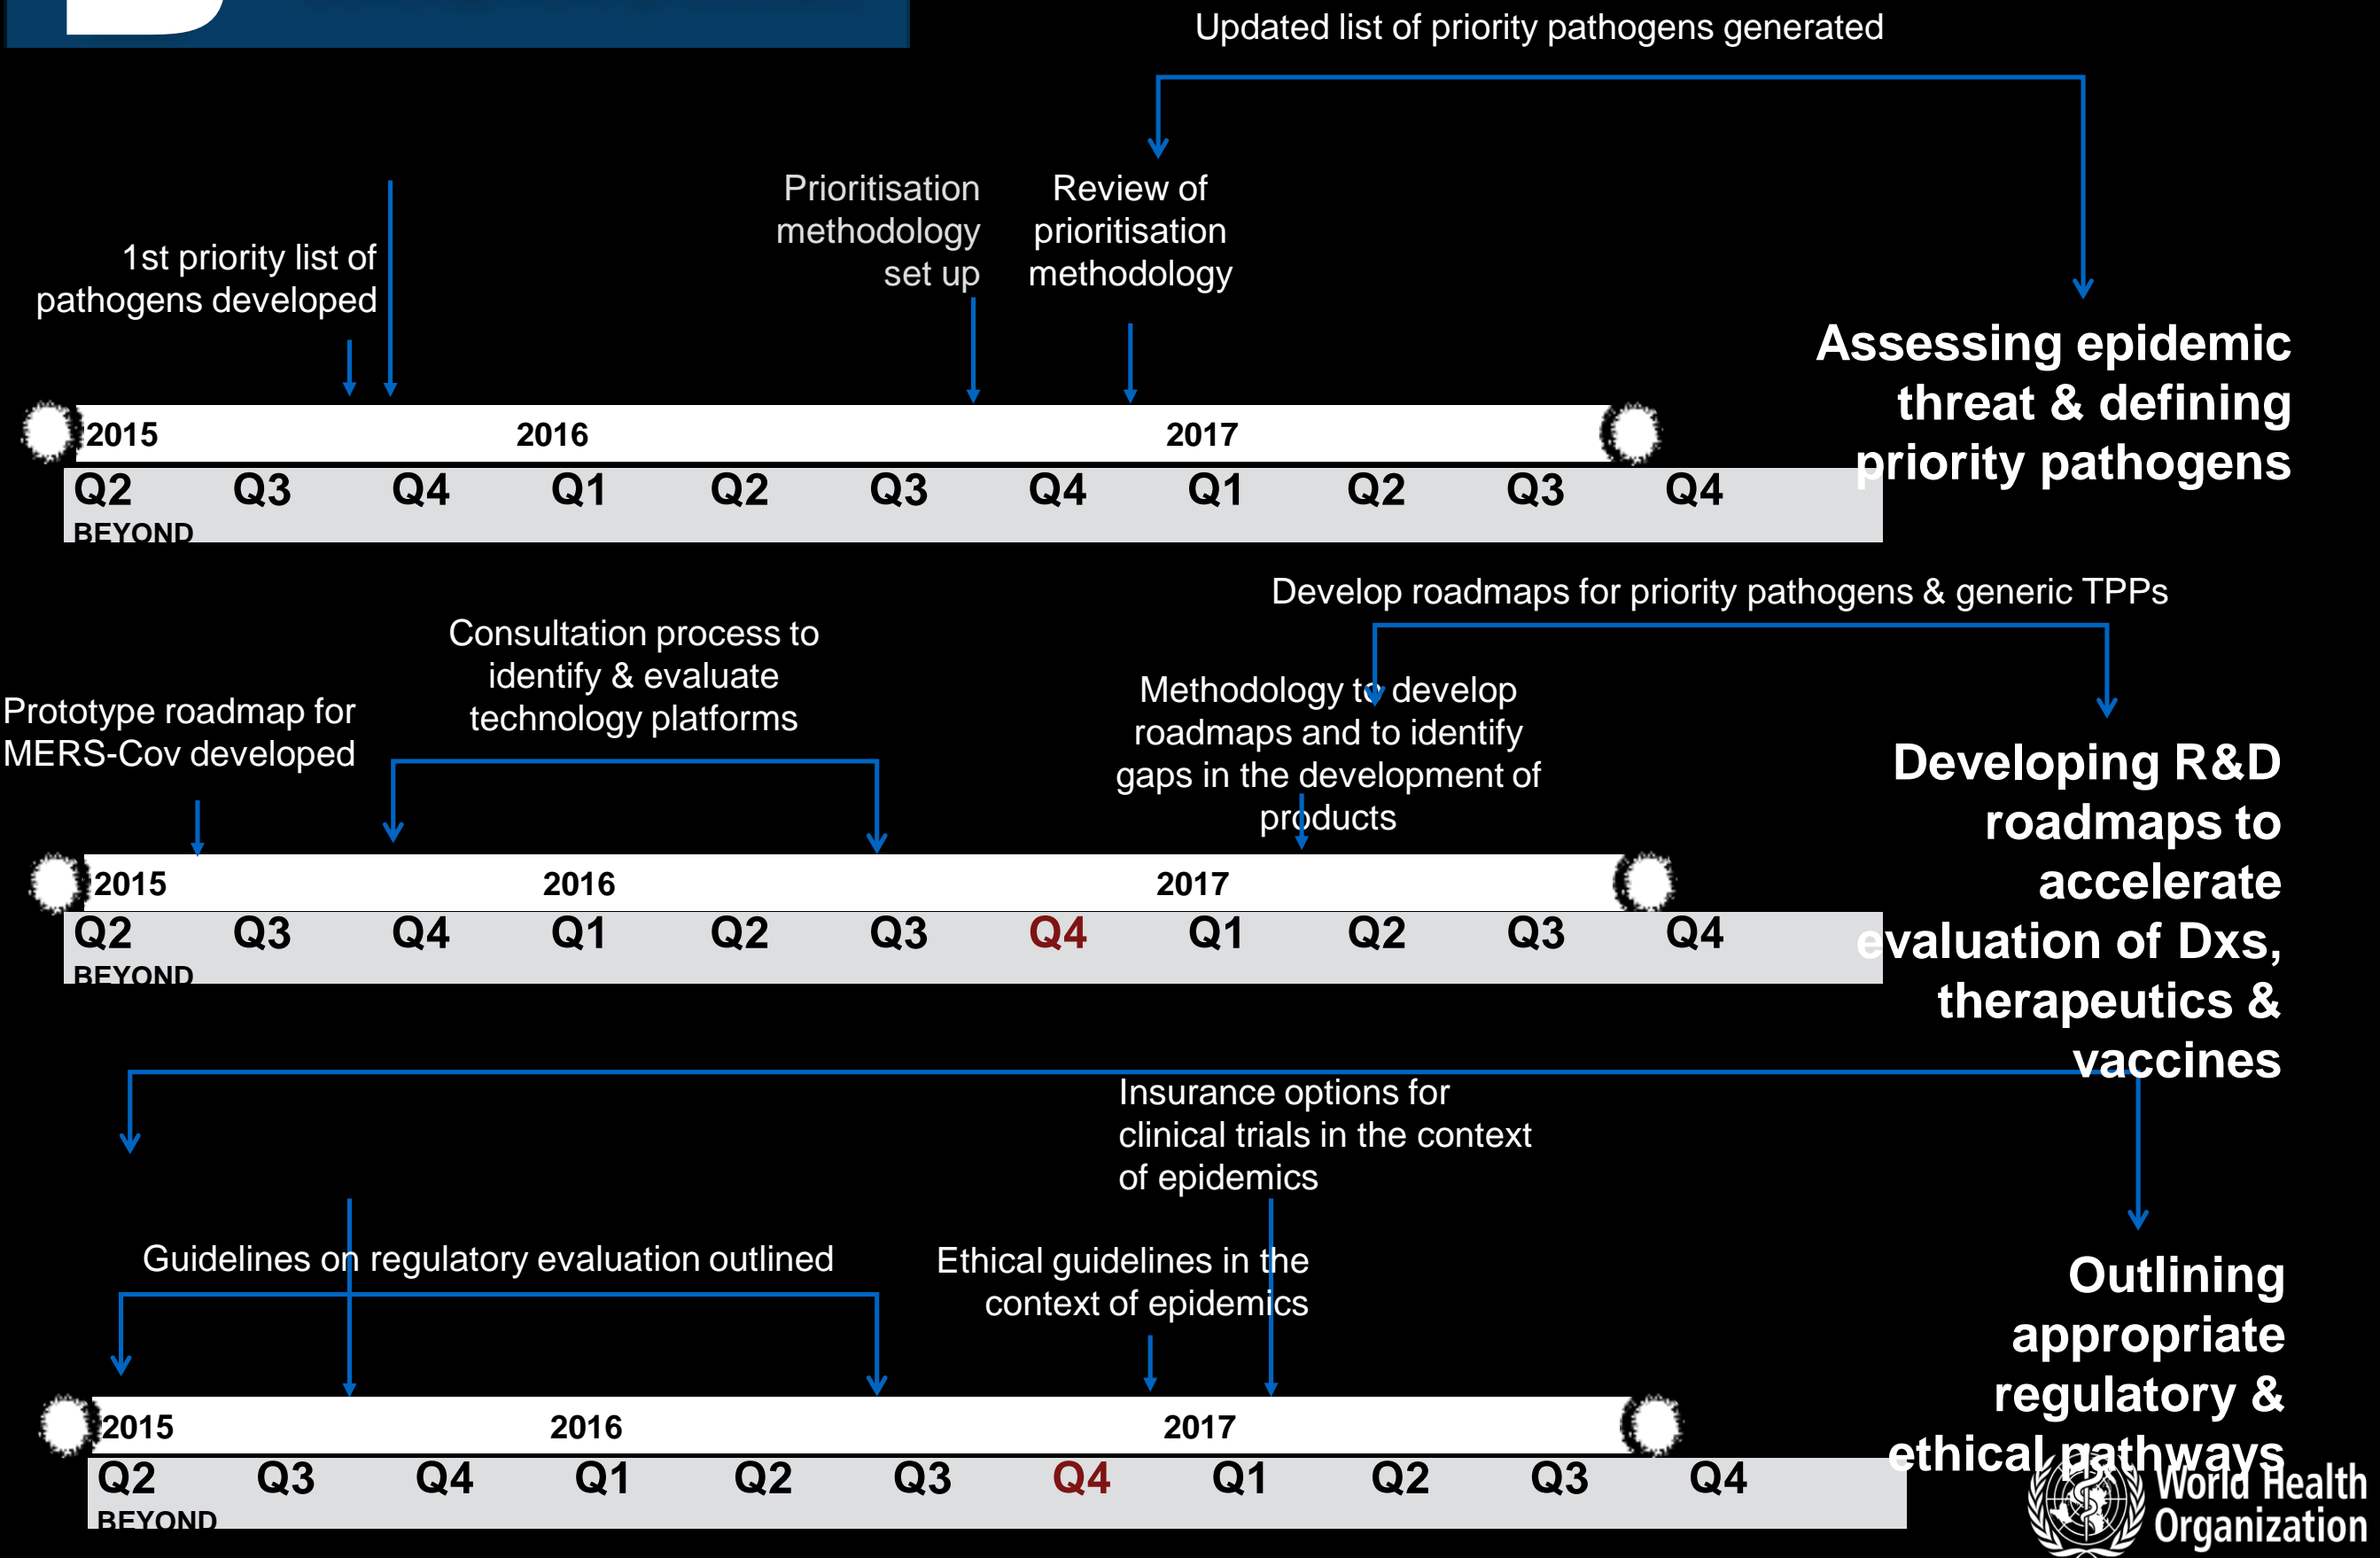 Updated list of priority pathogens generated
1st priority list of
pathogens developed
Prioritisation
methodology
set up
Review of
prioritisation
methodology
Assessing epidemic
threat & defining
priority pathogens
2015 2016 2017
Q2 Q3 Q4 Q1 Q2 Q3 Q4 Q1 Q2 Q3 Q4
BEYOND
Develop roadmaps for priority pathogens & generic TPPs
Prototype roadmap for
MERS-Cov developed
Consultation process to
identify & evaluate
technology platforms
Methodology to develop
roadmaps and to identify
gaps in the development of
products
Developing R&D
roadmaps to
accelerate
evaluation of Dxs,
therapeutics &
vaccines
2015 2016 2017
Q2 Q3 Q4 Q1 Q2 Q3 Q4 Q1 Q2 Q3 Q4
BEYOND
Insurance options for
clinical trials in the context
of epidemics
Guidelines on regulatory evaluation outlined
Ethical guidelines in the
context of epidemics
Outlining
appropriate
regulatory &
ethical pathways
2015 2016 2017
Q2 Q3 Q4 Q1 Q2 Q3 Q4 Q1 Q2 Q3 Q4
BEYOND
World Health
Organization